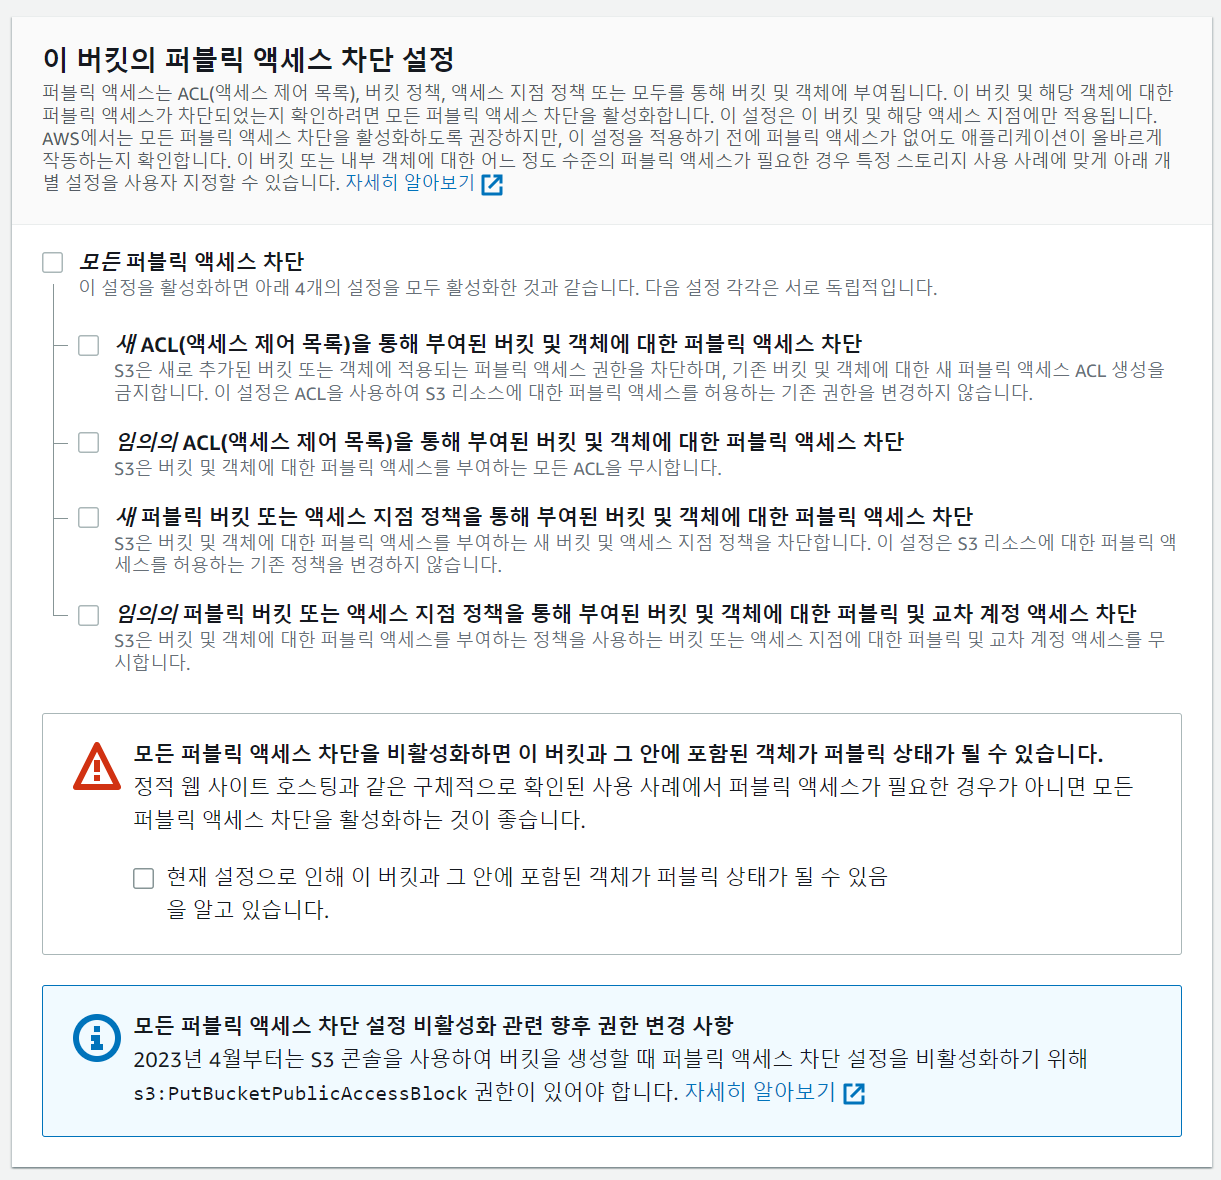 이 버킷의 퍼블릭 액세스 차단 설정
퍼블릭 액세스는 ACL(액세스 제어 목록), 버킷 정책, 액세스 지점 정책 또는 모두를 통해 버킷 및 객체에 부여됩니다. 이 버킷 및 해당 객체에 대한
퍼블릭 액세스가 차단되었는지 확인하려면 모든 퍼블릭 액세스 차단을 활성화합니다. 이 설정은 이 버킷 및 해당 액세스 지점에만 적용됩니다.
AWS에서는 모든 퍼블릭 액세스 차단을 활성화하도록 권장하지만, 이 설정을 적용하기 전에 퍼블릭 액세스가 없어도 애플리케이션이 올바르게
작동하는지 확인합니다. 이 버킷 또는 내부 객체에 대한 어느 정도 수준의 퍼블릭 액세스가 필요한 경우 특정 스토리지 사용 사례에 맞게 아래 개
별 설정을 사용자 지정할 수 있습니다. 자세히 알아보기
모든 퍼블릭 액세스 차단
이 설정을 활성화하면 아래 4개의 설정을 모두 활성화한 것과 같습니다. 다음 설정 각각은 서로 독립적입니다.
새 ACL(액세스 제어 목록)을 통해 부여된 버킷 및 객체에 대한 퍼블릭 액세스 차단
S3은 새로 추가된 버킷 또는 객체에 적용되는 퍼블릭 액세스 권한을 차단하며, 기존 버킷 및 객체에 대한 새 퍼블릭 액세스 ACL 생성을
금지합니다. 이 설정은 ACL을 사용하여 S3 리소스에 대한 퍼블릭 액세스를 허용하는 기존 권한을 변경하지 않습니다.
임의의 ACL(액세스 제어 목록)을 통해 부여된 버킷 및 객체에 대한 퍼블릭 액세스 차단
S3은 버킷 및 객체에 대한 퍼블릭 액세스를 부여하는 모든 ACL을 무시합니다.
새 퍼블릭 버킷 또는 액세스 지점 정책을 통해 부여된 버킷 및 객체에 대한 퍼블릭 액세스 차단
S3은 버킷 및 객체에 대한 퍼블릭 액세스를 부여하는 새 버킷 및 액세스 지점 정책을 차단합니다. 이 설정은 S3 리소스에 대한 퍼블릭 액
세스를 허용하는 기존 정책을 변경하지 않습니다.
임의의 퍼블릭 버킷 또는 액세스 지점 정책을 통해 부여된 버킷 및 객체에 대한 퍼블릭 및 교차 계정 액세스 차단
S3은 버킷 및 객체에 대한 퍼블릭 액세스를 부여하는 정책을 사용하는 버킷 또는 액세스 지점에 대한 퍼블릭 및 교차 계정 액세스를 무
시합니다.
모든 퍼블릭 액세스 차단을 비활성화하면 이 버킷과 그 안에 포함된 객체가 퍼블릭 상태가 될 수 있습니다.
정적 웹 사이트 호스팅과 같은 구체적으로 확인된 사용 사례에서 퍼블릭 액세스가 필요한 경우가 아니면 모든
퍼블릭 액세스 차단을 활성화하는 것이 좋습니다.
현재 설정으로 인해 이 버킷과 그 안에 포함된 객체가 퍼블릭 상태가 될 수 있음
을 알고 있습니다.
모든 퍼블릭 액세스 차단 설정 비활성화 관련 향후 권한 변경 사항
2023년 4월부터는 S3 콘솔을 사용하여 버킷을 생성할 때 퍼블릭 액세스 차단 설정을 비활성화하기 위해
s3:PutBucketPublicAccessBlock 권한이 있어야 합니다. 자세히 알아보기